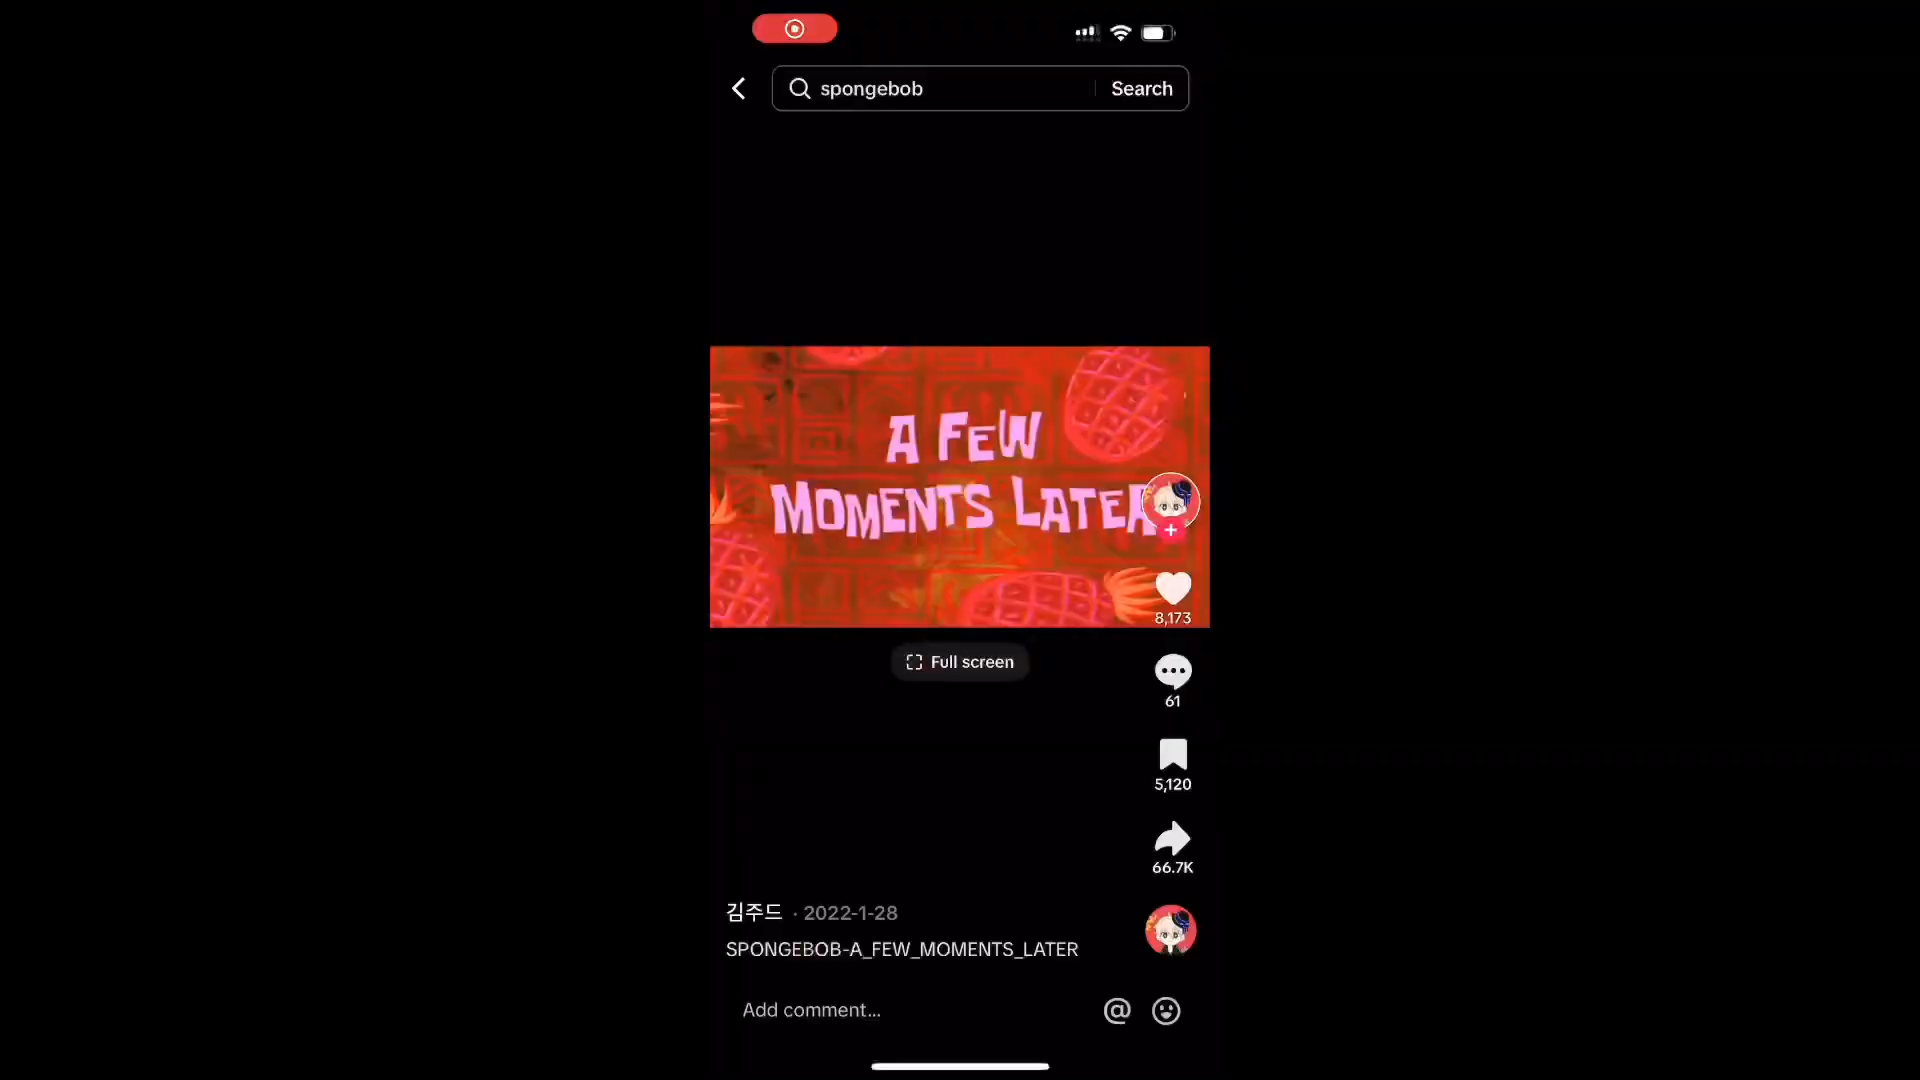 spongebob
Search
A FEW
MOMENTS LATER
8,173
Full screen
61
5,120
66.7K
김주드 · 2022-1-28
SPONGEBOB-A_FEW_MOMENTS_LATER
Add comment...
@